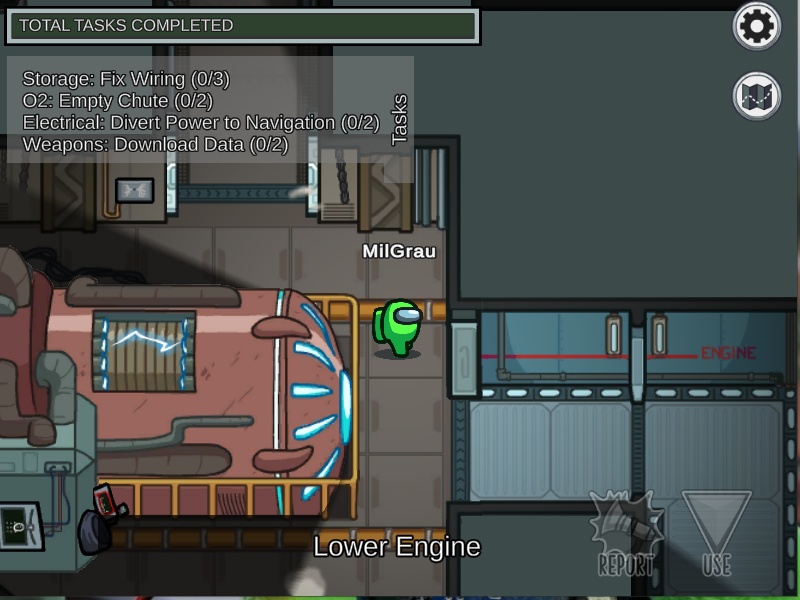 TOTAL TASKS COMPLETED
Storage: Fix Wiring (0/3)
O2: Empty Chute (0/2)
Electrical: Divert Power to Navigation (0/2)
Weapons: Download Data (0/2)
Tasks
MilGrau
ENGINE
Lower Engine
REPORT
USE